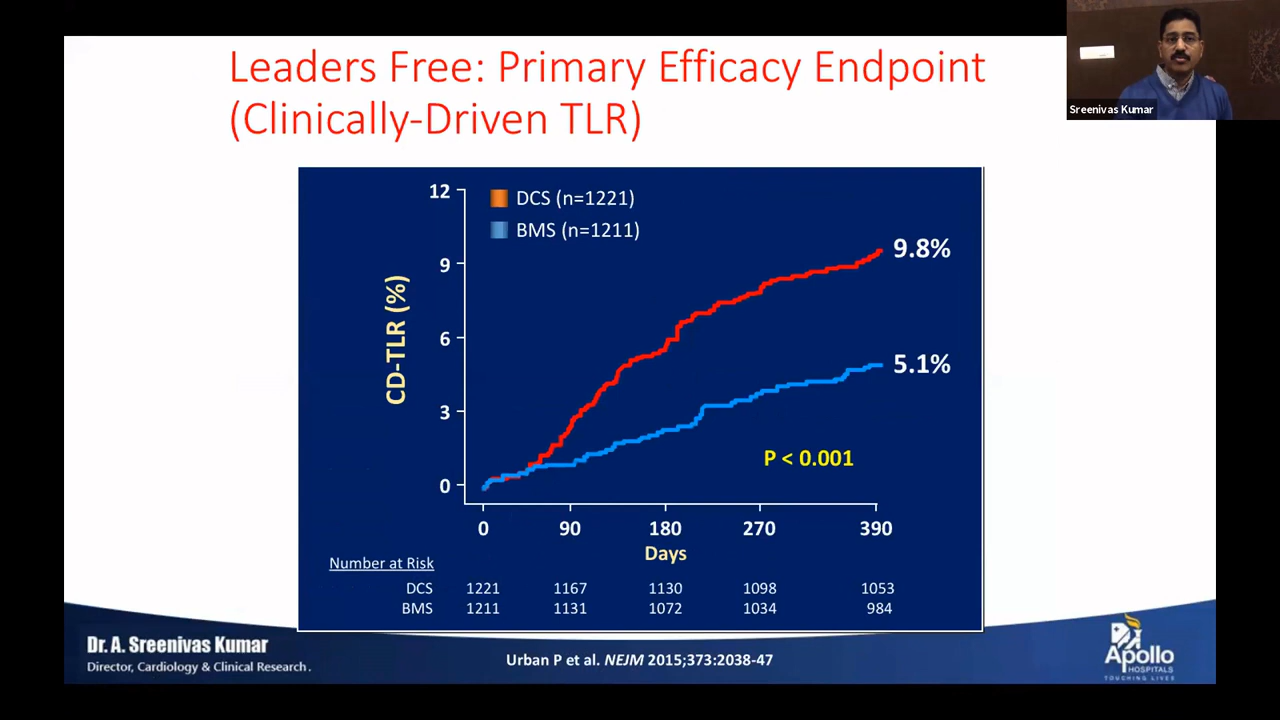 Leaders Free: Primary Efficacy Endpoint
(Clinically-Driven TLR)
Sreenivas Kumar
DCS (n=1221)
BMS (n=1211)
CD-TLR (%)
12
9
6
3
0
9.8%
5.1%
P < 0.001
0 90 180 270 390
Days
Number at Risk
DCS 1221 1167 1130 1098 1053
BMS 1211 1131 1072 1034 984
Dr. A. Sreenivas Kumar
Director, Cardiology & Clinical Research.
Urban P et al. NEJM 2015;373:2038-47
Apollo
HOSPITALS
TOUCHING LIVES